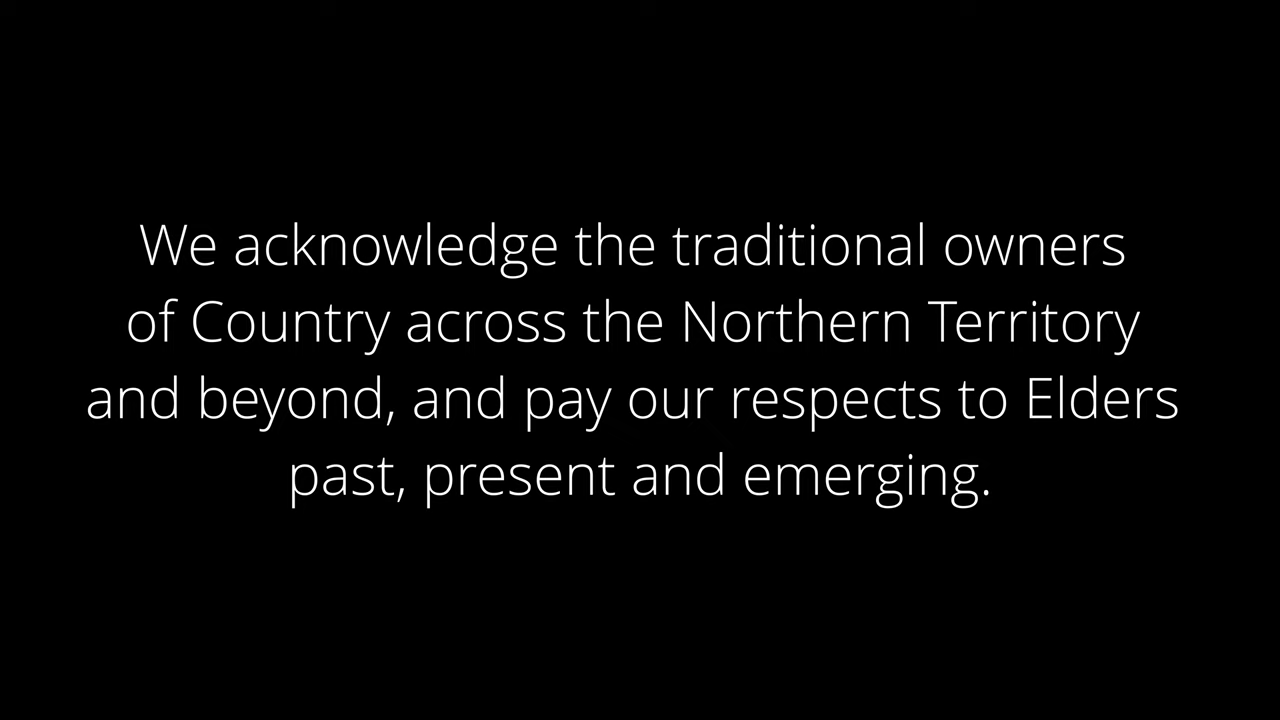 We acknowledge the traditional owners
of Country across the Northern Territory
and beyond, and pay our respects to Elders
past, present and emerging.